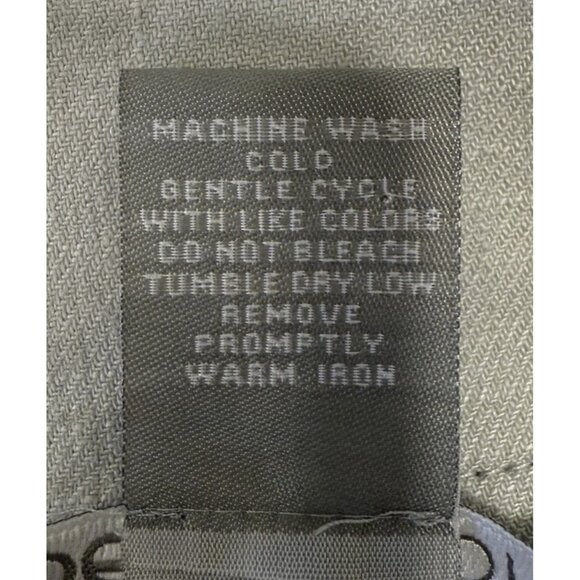 MACHINE WASH
COLD
GENTLE CYCLE
WITH LIKE COLORS
DO NOT BLEACH
TUMBLE DRY LOW
REMOVE
PROMPTLY
WARM IRON